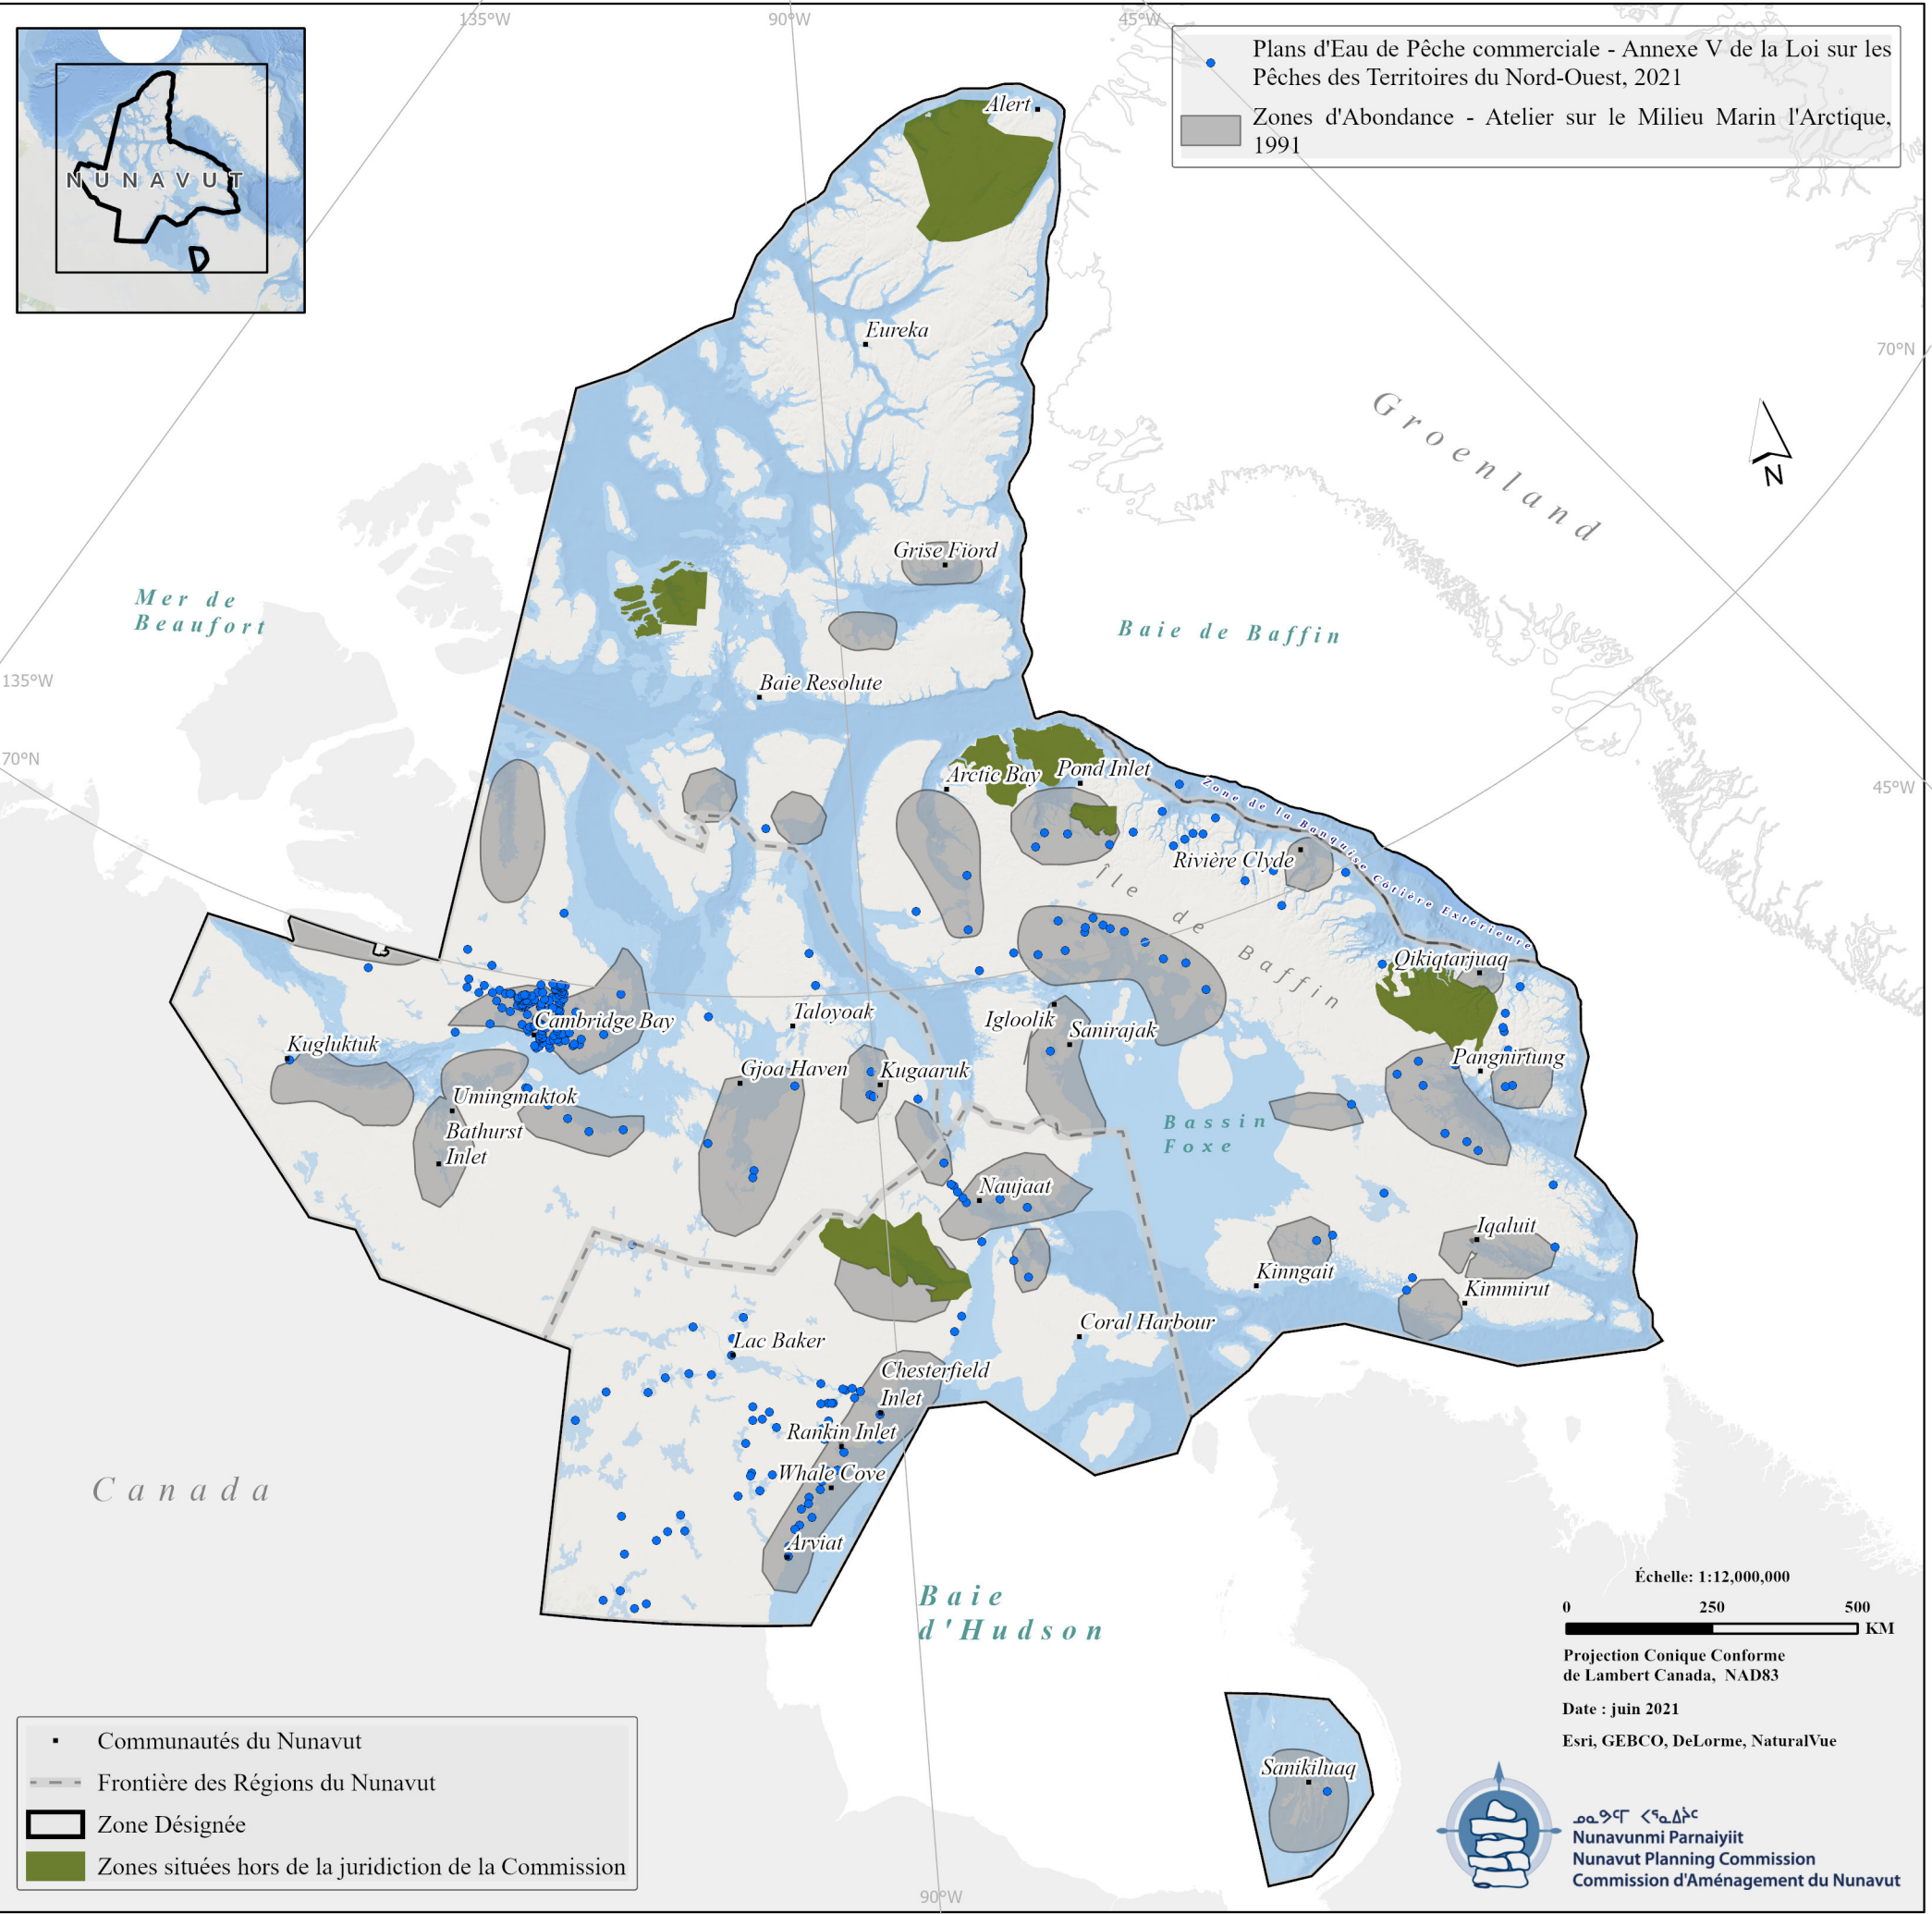 135°W
90°W
45°W
Plans d'Eau de Pêche commerciale - Annexe V de la Loi sur les
Pêches des Territoires du Nord-Ouest, 2021
Zones d'Abondance - Atelier sur le Milieu Marin l'Arctique,
1991
NUNAVUT
Alert
Eureka
70°N
Groenland
N
Grise Fiord
Mer de
Beaufort
Baie de Baffin
135°W
Baie Resolute
70°N
Arctic Bay
Pond Inlet
Zone de la Banquise Côtière Extérieure
45°W
Rivière Clyde
Île de Baffin
Qikiqtarjuaq
Cambridge Bay
Taloyoak
Igloolik
Sanirajak
Kugluktuk
Gjoa Haven
Kugaaruk
Pangnirtung
Umingmaktok
Bathurst
Inlet
Bassin
Foxe
Naujaat
Iqaluit
Kinngait
Kimmirut
Coral Harbour
Lac Baker
Chesterfield
Inlet
Rankin Inlet
Whale Cove
Canada
Arviat
Baie
d'Hudson
Échelle: 1:12,000,000
0 250 500
KM
Projection Conique Conforme
de Lambert Canada, NAD83
Date : juin 2021
Esri, GEBCO, DeLorme, NaturalVue
Communautés du Nunavut
Frontière des Régions du Nunavut
Zone Désignée
Zones situées hors de la juridiction de la Commission
Sanikiluaq
90°W
ᓄᓇᕗᒻᒥ ᐸᕐᓇᐃᔨᑦ
Nunavunmi Parnaiyiit
Nunavut Planning Commission
Commission d'Aménagement du Nunavut